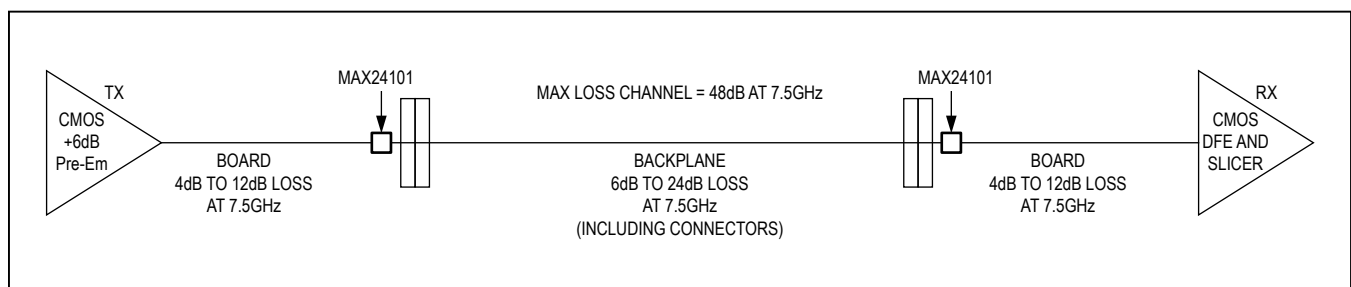 TX
CMOS
+6dB
Pre-Em
BOARD
4dB TO 12dB LOSS
AT 7.5GHz
MAX24101
MAX LOSS CHANNEL = 48dB AT 7.5GHz
BACKPLANE
6dB TO 24dB LOSS
AT 7.5GHz
(INCLUDING CONNECTORS)
MAX24101
BOARD
4dB TO 12dB LOSS
AT 7.5GHz
RX
CMOS
DFE AND
SLICER